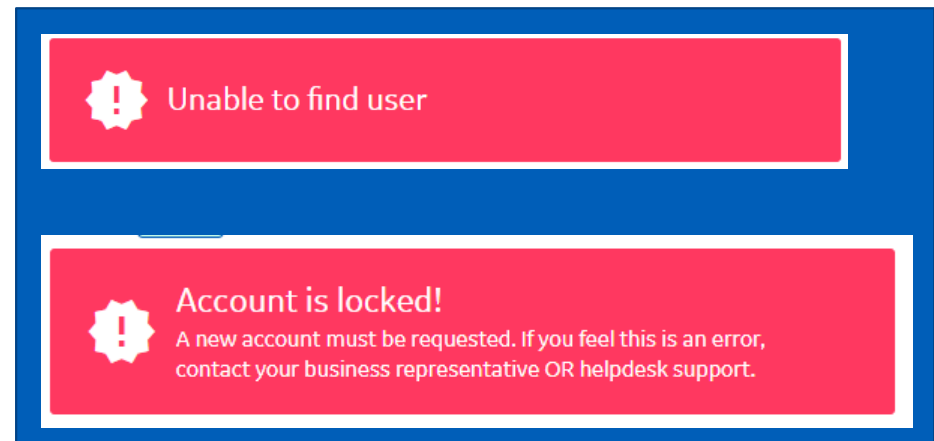 Unable to find user
Account is locked!
A new account must be requested. If you feel this is an error,
contact your business representative OR helpdesk support.